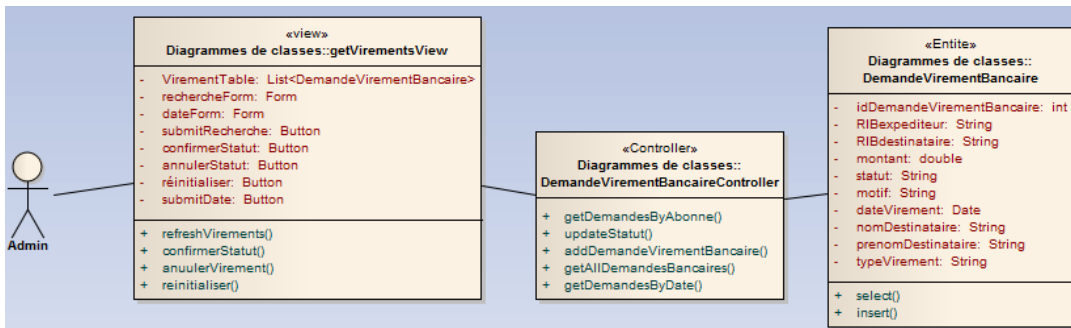 «view»
Diagrammes de classes::getVirementsView
- VirementTable: List<DemandeVirementBancaire>
- rechercheForm: Form
- dateForm: Form
- submitRecherche: Button
- confirmerStatut: Button
- annulerStatut: Button
- réinitialiser: Button
- submitDate: Button
+ refreshVirements()
+ confirmerStatut()
+ anuulerVirement()
+ reinitialiser()
Admin
«Controller»
Diagrammes de classes::
DemandeVirementBancaireController
+ getDemandesByAbonne()
+ updateStatut()
+ addDemandeVirementBancaire()
+ getAllDemandesBancaires()
+ getDemandesByDate()
«Entite»
Diagrammes de classes::
DemandeVirementBancaire
- idDemandeVirementBancaire: int
- RIBexpediteur: String
- RIBdestinataire: String
- montant: double
- statut: String
- motif: String
- dateVirement: Date
- nomDestinataire: String
- prenomDestinataire: String
- typeVirement: String
+ select()
+ insert()